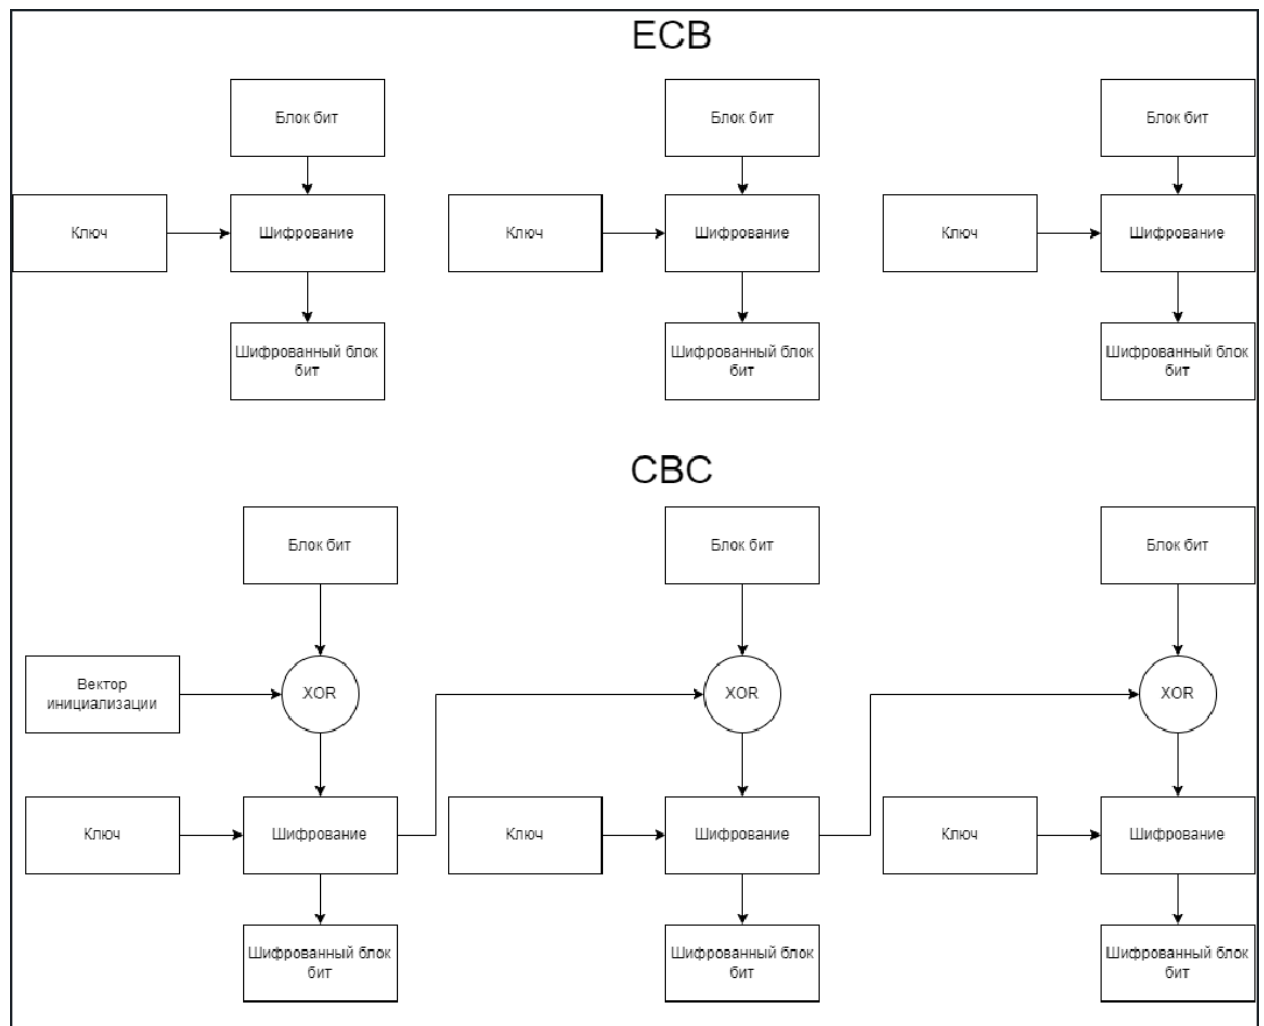 ECB
Блок бит
Блок бит
Блок бит
Ключ
Шифрование
Ключ
Шифрование
Ключ
Шифрование
Шифрованный блок
бит
Шифрованный блок
бит
Шифрованный блок
бит
CBC
Блок бит
Блок бит
Блок бит
Вектор
инициализации
XOR
XOR
XOR
Ключ
Шифрование
Ключ
Шифрование
Ключ
Шифрование
Шифрованный блок
бит
Шифрованный блок
бит
Шифрованный блок
бит